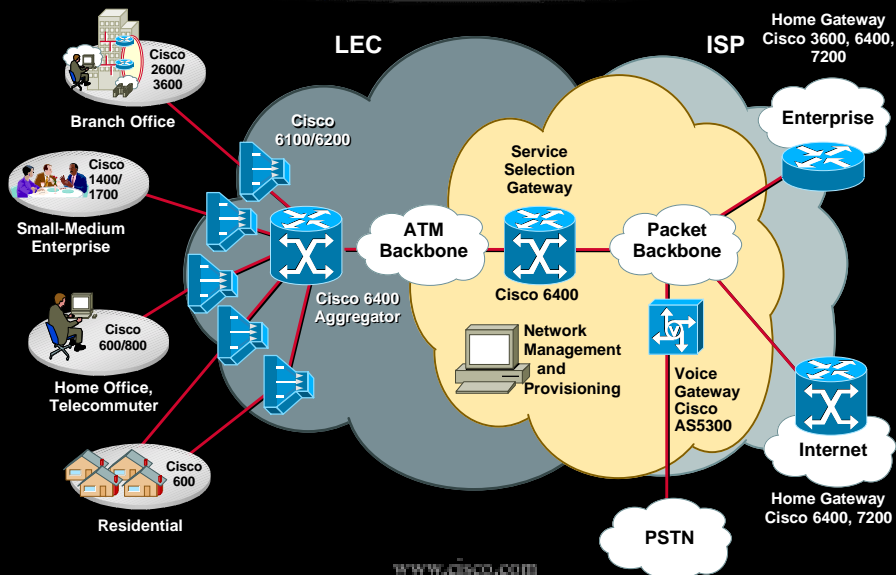 LEC
ISP
Home Gateway
Cisco 3600, 6400,
7200
Cisco
2600/
3600
Branch Office
Cisco
6100/6200
Enterprise
Cisco
1400/
1700
Small-Medium
Enterprise
Service
Selection
Gateway
ATM
Backbone
Packet
Backbone
Cisco 6400
Cisco 6400
Aggregator
Cisco
600/800
Home Office,
Telecommuter
Network
Management
and
Provisioning
Voice
Gateway
Cisco
AS5300
Internet
Cisco
600
Residential
Home Gateway
Cisco 6400, 7200
PSTN
www.cisco.com